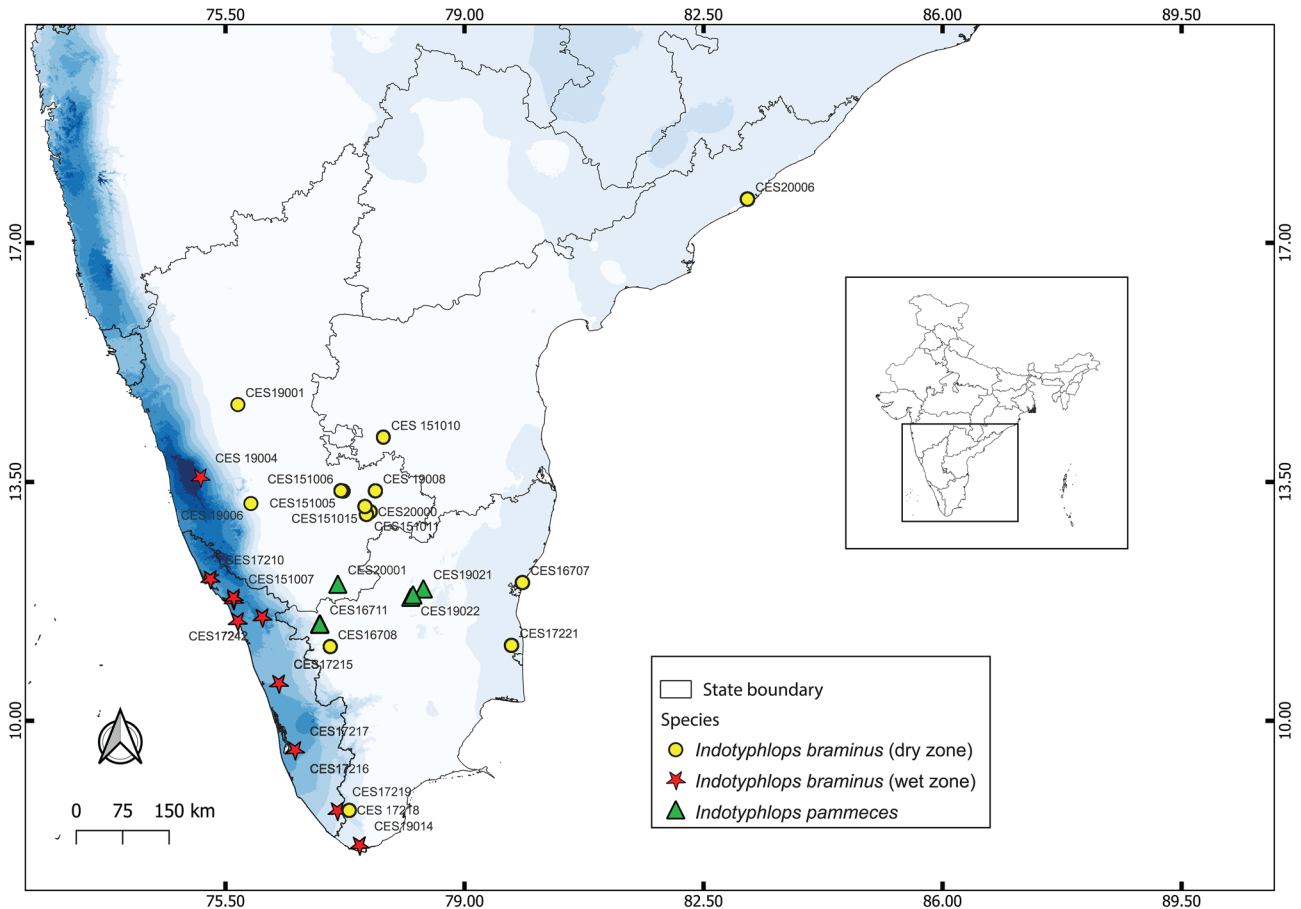 75.50 79.00 82.50 86.00 89.50
17.00 17.00
13.50 13.50
10.00 10.00
CES20006
CES19001
CES 151010
CES 19004
CES151006
CES 19008
CES151005
CES20000
CES 19006
CES151015
CES151011
CES17210
CES151007
CES20001
CES19021
CES16707
CES16711
CES19022
CES17242
CES16708
CES17221
CES17215
CES17217
CES17216
CES17219
CES 17218
CES19014
0 75 150 km
State boundary
Species
Indotyphlops braminus (dry zone)
Indotyphlops braminus (wet zone)
Indotyphlops pammeces
75.50 79.00 82.50 86.00 89.50